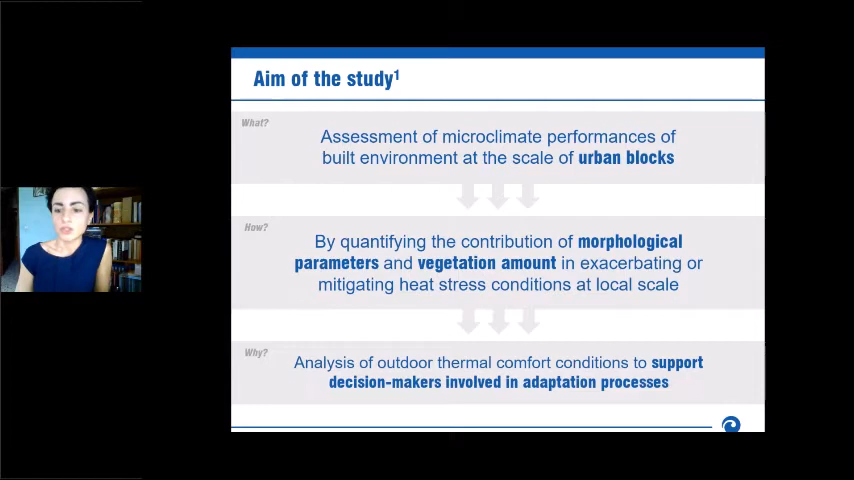 Aim of the study¹
What?
Assessment of microclimate performances of
built environment at the scale of urban blocks
How?
By quantifying the contribution of morphological
parameters and vegetation amount in exacerbating or
mitigating heat stress conditions at local scale
Why?
Analysis of outdoor thermal comfort conditions to support
decision-makers involved in adaptation processes